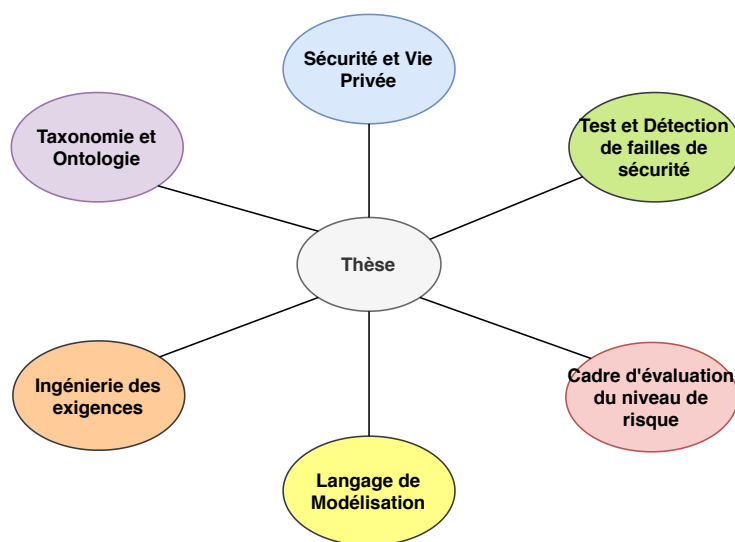 Sécurité et Vie
Privée
Taxonomie et
Ontologie
Test et Détection
de failles de
sécurité
Thèse
Ingénierie des
exigences
Cadre d'évaluation
du niveau de
risque
Langage de
Modélisation